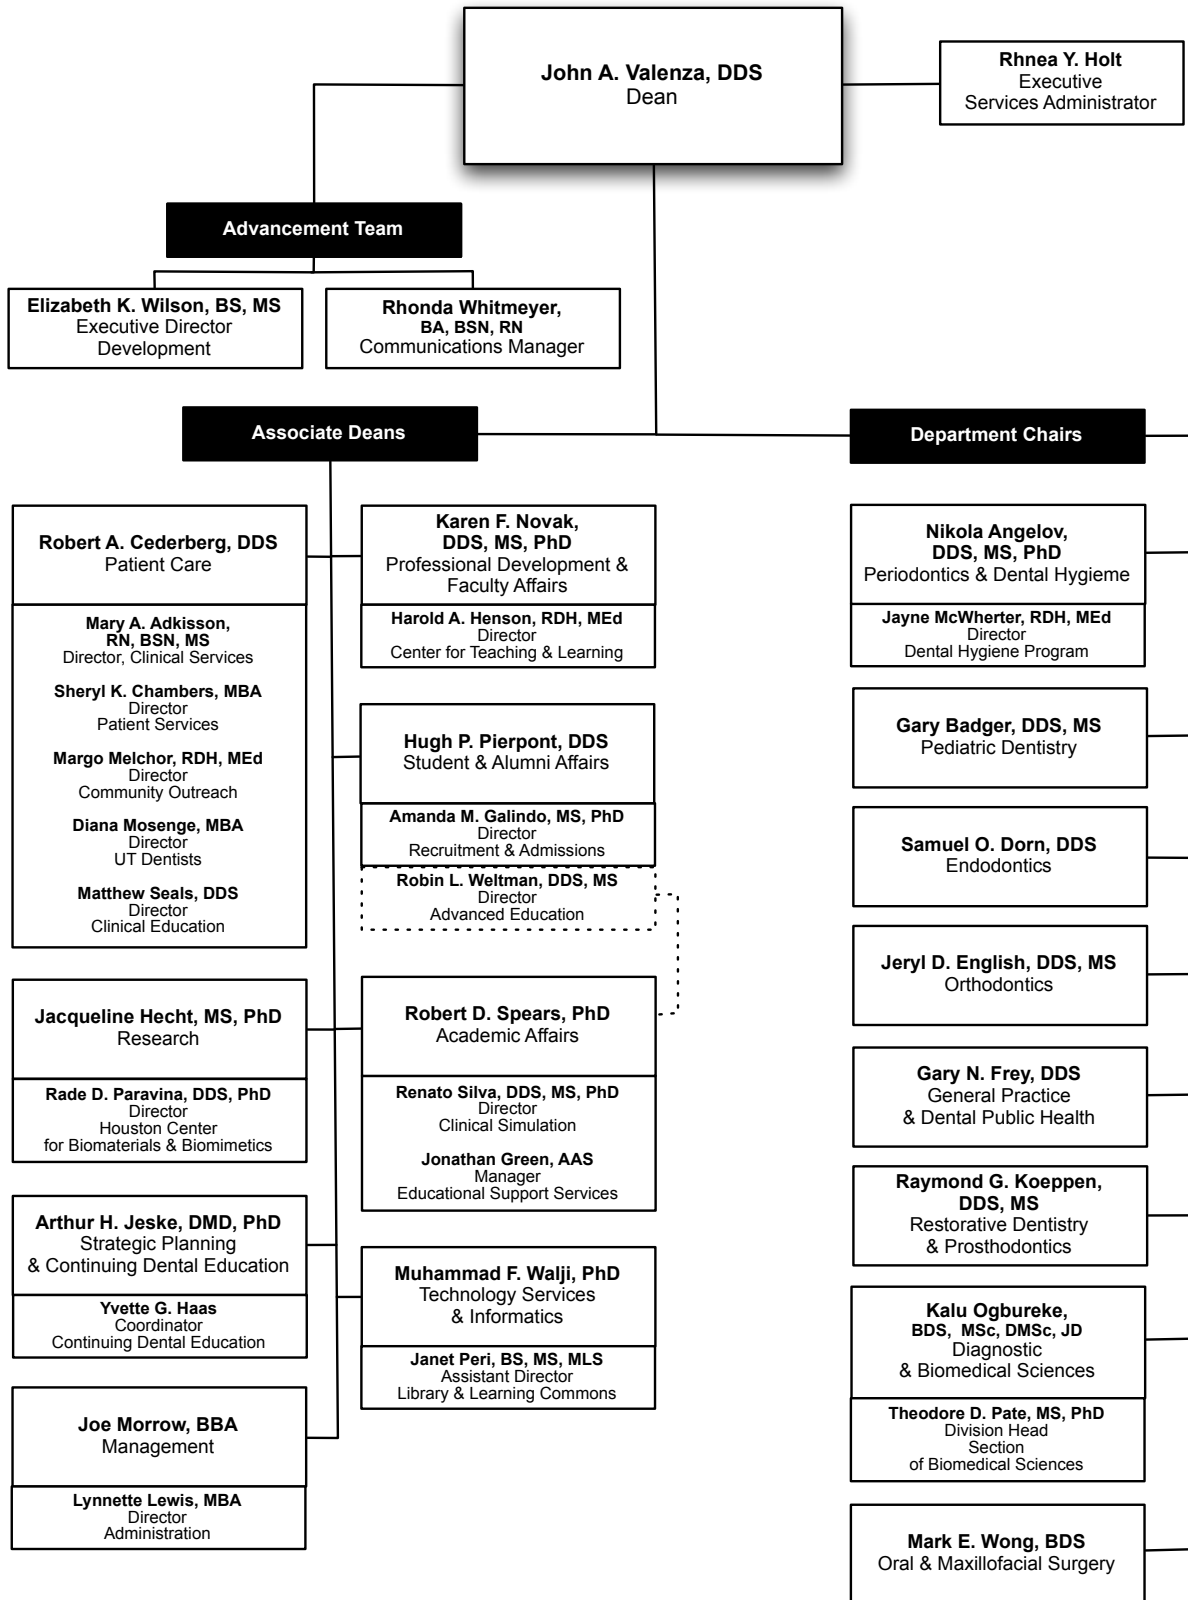 John A. Valenza, DDS
Dean
Rhnea Y. Holt
Executive
Services Administrator
Advancement Team
Elizabeth K. Wilson, BS, MS
Executive Director
Development
Rhonda Whitmeyer,
BA, BSN, RN
Communications Manager
Associate Deans
Robert A. Cederberg, DDS
Patient Care
Mary A. Adkisson,
RN, BSN, MS
Director, Clinical Services
Sheryl K. Chambers, MBA
Director
Patient Services
Margo Melchor, RDH, MEd
Director
Community Outreach
Diana Mosenge, MBA
Director
UT Dentists
Matthew Seals, DDS
Director
Clinical Education
Jacqueline Hecht, MS, PhD
Research
Rade D. Paravina, DDS, PhD
Director
Houston Center
for Biomaterials & Biomimetics
Arthur H. Jeske, DMD, PhD
Strategic Planning
& Continuing Dental Education
Yvette G. Haas
Coordinator
Continuing Dental Education
Joe Morrow, BBA
Management
Lynnette Lewis, MBA
Director
Administration
Karen F. Novak,
DDS, MS, PhD
Professional Development &
Faculty Affairs
Harold A. Henson, RDH, MEd
Director
Center for Teaching & Learning
Hugh P. Pierpont, DDS
Student & Alumni Affairs
Amanda M. Galindo, MS, PhD
Director
Recruitment & Admissions
Robin L. Weltman, DDS, MS
Director
Advanced Education
Robert D. Spears, PhD
Academic Affairs
Renato Silva, DDS, MS, PhD
Director
Clinical Simulation
Jonathan Green, AAS
Manager
Educational Support Services
Muhammad F. Walji, PhD
Technology Services
& Informatics
Janet Peri, BS, MS, MLS
Assistant Director
Library & Learning Commons
Department Chairs
Nikola Angelov,
DDS, MS, PhD
Periodontics & Dental Hygieme
Jayne McWherter, RDH, MEd
Director
Dental Hygiene Program
Gary Badger, DDS, MS
Pediatric Dentistry
Samuel O. Dorn, DDS
Endodontics
Jeryl D. English, DDS, MS
Orthodontics
Gary N. Frey, DDS
General Practice
& Dental Public Health
Raymond G. Koeppen,
DDS, MS
Restorative Dentistry
& Prosthodontics
Kalu Ogbureke,
BDS, MSc, DMSc, JD
Diagnostic
& Biomedical Sciences
Theodore D. Pate, MS, PhD
Division Head
Section
of Biomedical Sciences
Mark E. Wong, BDS
Oral & Maxillofacial Surgery